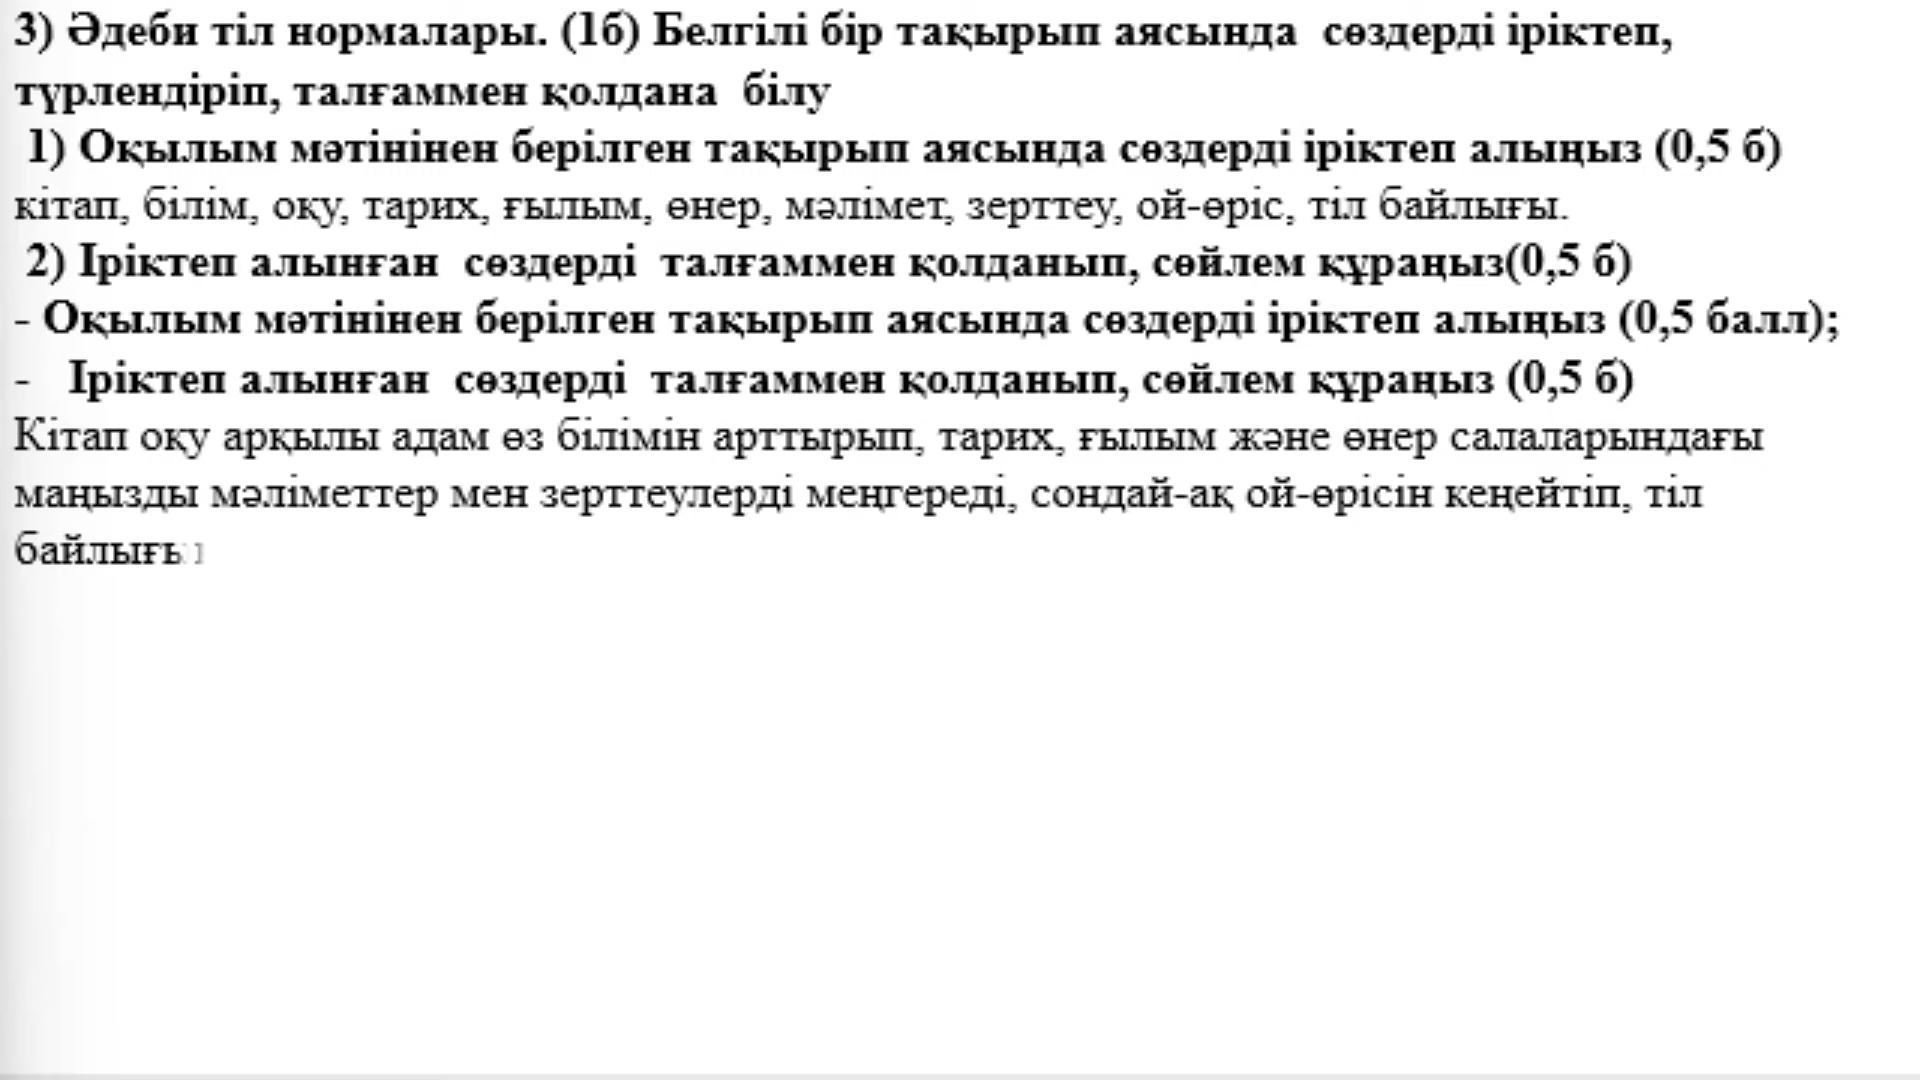 3) Әдеби тіл нормалары. (1б) Белгілі бір тақырып аясында сөздерді іріктеп,
түрлендіріп, талғаммен қолдана білу
1) Оқылым мәтінінен берілген тақырып аясында сөздерді іріктеп алыңыз (0,5 б)
кітап, білім, оқу, тарих, ғылым, өнер, мәлімет, зерттеу, ой-өріс, тіл байлығы.
2) Іріктеп алынған сөздерді талғаммен қолданып, сөйлем құраңыз(0,5 б)
- Оқылым мәтінінен берілген тақырып аясында сөздерді іріктеп алыңыз (0,5 балл);
- Іріктеп алынған сөздерді талғаммен қолданып, сөйлем құраңыз (0,5 б)
Кітап оқу арқылы адам өз білімін арттырып, тарих, ғылым және өнер салаларындағы
маңызды мәліметтер мен зерттеулерді меңгереді, сондай-ақ ой-өрісін кеңейтіп, тіл
байлығы